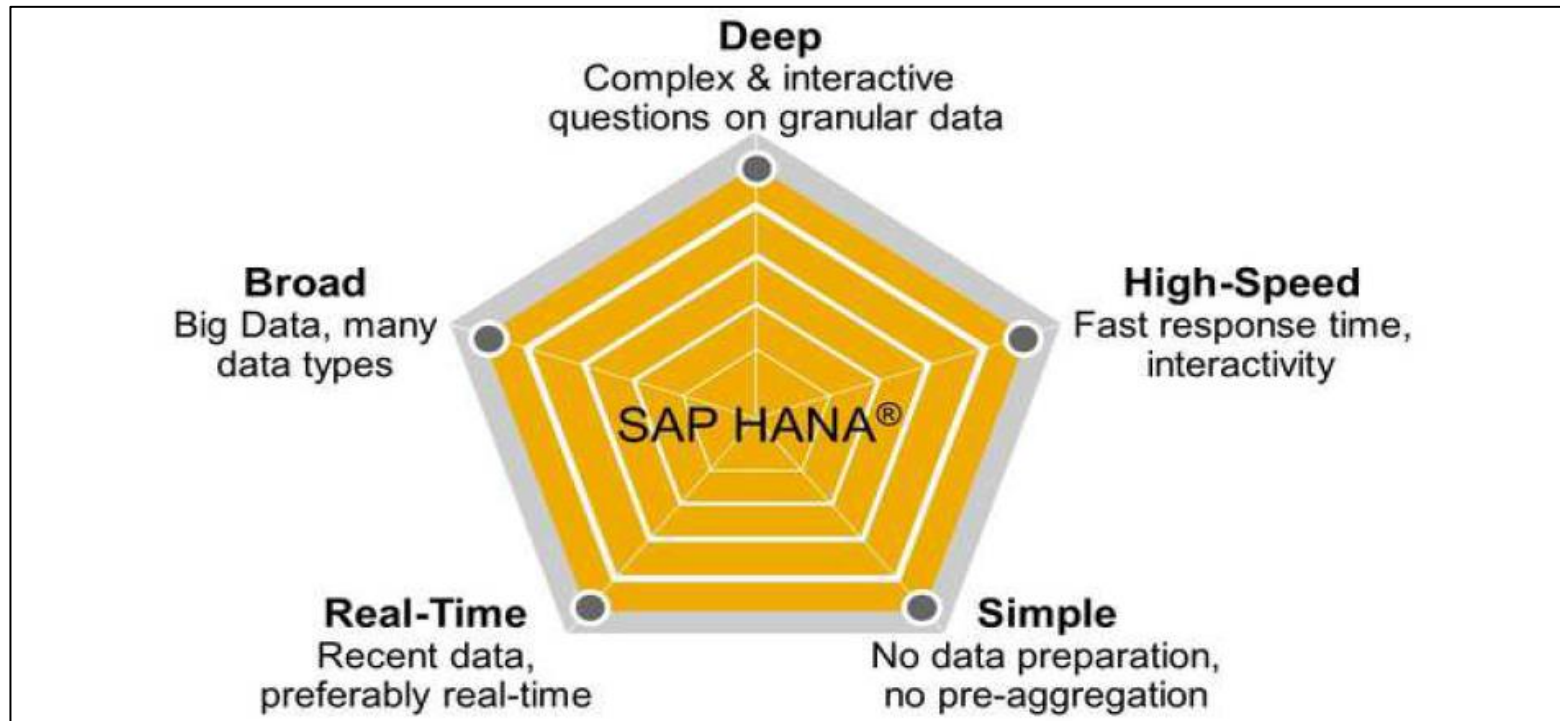 Deep
Complex & interactive
questions on granular data
Broad
Big Data, many
data types
High-Speed
Fast response time,
interactivity
SAP HANA®
Real-Time
Recent data,
preferably real-time
Simple
No data preparation,
no pre-aggregation